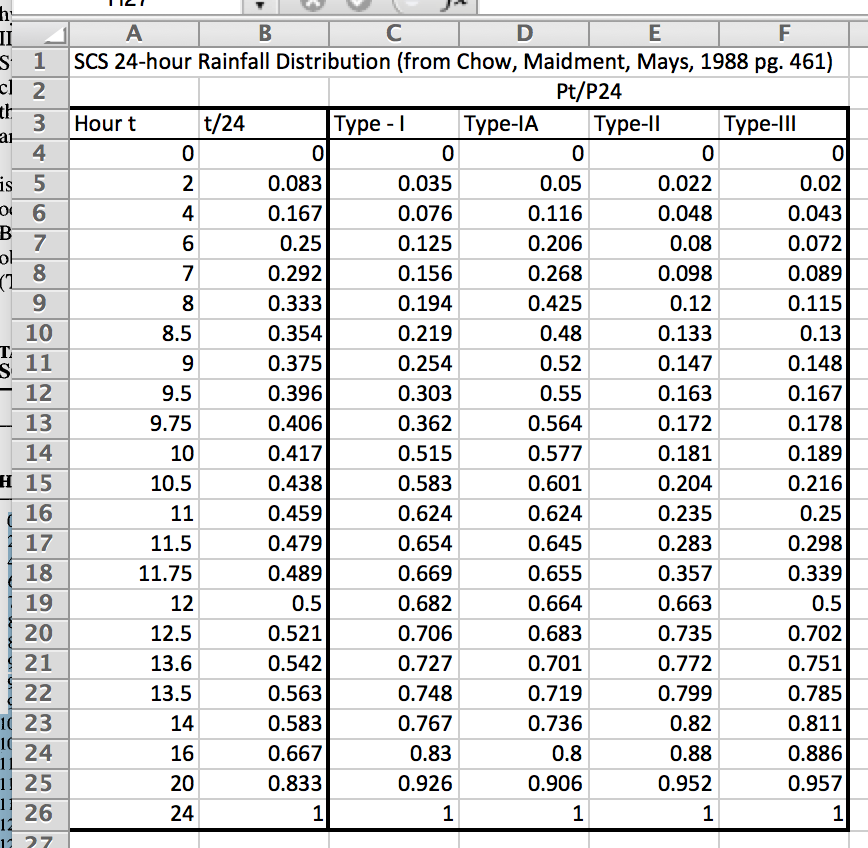 A B C D E F
1 SCS 24-hour Rainfall Distribution (from Chow, Maidment, Mays, 1988 pg. 461)
2 Pt/P24
3 Hour t t/24 Type - I Type-IA Type-II Type-III
4 0 0 0 0 0 0
5 2 0.083 0.035 0.05 0.022 0.02
6 4 0.167 0.076 0.116 0.048 0.043
7 6 0.25 0.125 0.206 0.08 0.072
8 7 0.292 0.156 0.268 0.098 0.089
9 8 0.333 0.194 0.425 0.12 0.115
10 8.5 0.354 0.219 0.48 0.133 0.13
11 9 0.375 0.254 0.52 0.147 0.148
12 9.5 0.396 0.303 0.55 0.163 0.167
13 9.75 0.406 0.362 0.564 0.172 0.178
14 10 0.417 0.515 0.577 0.181 0.189
15 10.5 0.438 0.583 0.601 0.204 0.216
16 11 0.459 0.624 0.624 0.235 0.25
17 11.5 0.479 0.654 0.645 0.283 0.298
18 11.75 0.489 0.669 0.655 0.357 0.339
19 12 0.5 0.682 0.664 0.663 0.5
20 12.5 0.521 0.706 0.683 0.735 0.702
21 13.6 0.542 0.727 0.701 0.772 0.751
22 13.5 0.563 0.748 0.719 0.799 0.785
23 14 0.583 0.767 0.736 0.82 0.811
24 16 0.667 0.83 0.8 0.88 0.886
25 20 0.833 0.926 0.906 0.952 0.957
26 24 1 1 1 1 1
27